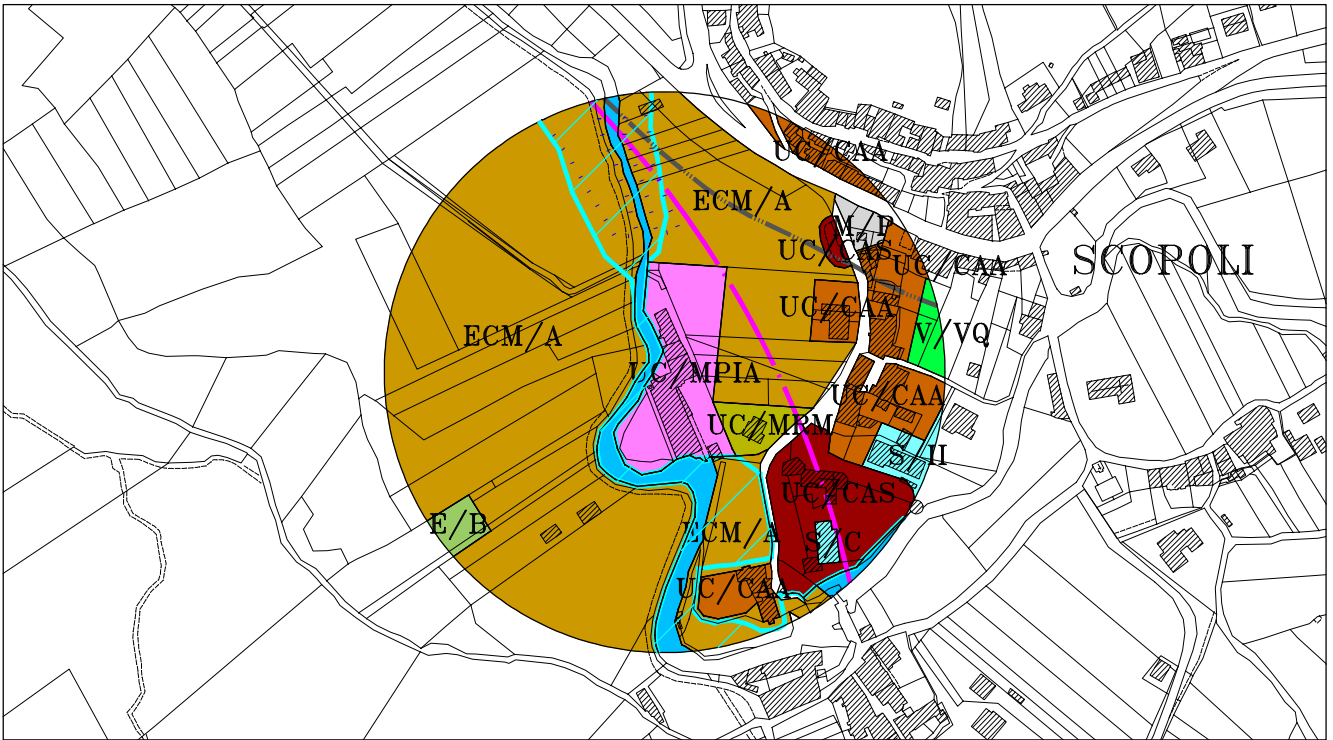 UC/CAA
ECM/A
M/P
UC/CAS
UC/CAA
SCOPOLI
UC/CAA
ECM/A
V/VQ
UC/MPIA
UC/CAA
UC/MRM
S/II
UC/CAS
E/B
ECM/A
S/C
UC/CAA